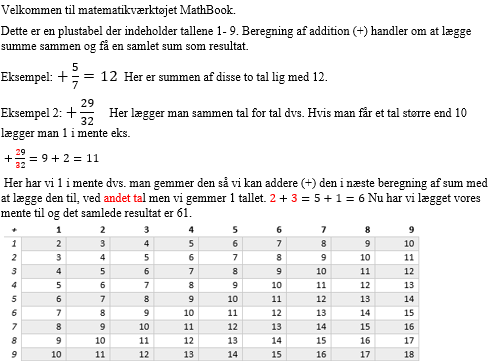 Velkommen til matematikværktøjet MathBook.
Dette er en plustabel der indeholder tallene 1- 9. Beregning af addition (+) handler om at lægge
summe sammen og få en samlet sum som resultat.
Eksempel: + 5/7 = 12 Her er summen af disse to tal lig med 12.
Eksempel 2: + 29/32 Her lægger man sammen tal for tal dvs. Hvis man får et tal større end 10
lægger man 1 i mente eks.
+ 29/32 = 9 + 2 = 11
Her har vi 1 i mente dvs. man gemmer den så vi kan addere (+) den i næste beregning af sum med
at lægge den til, ved andet tal men vi gemmer 1 tallet. 2 + 3 = 5 + 1 = 6 Nu har vi lægget vores
mente til og det samlede resultat er 61.
+ 1 2 3 4 5 6 7 8 9
1 2 3 4 5 6 7 8 9 10
2 3 4 5 6 7 8 9 10 11
3 4 5 6 7 8 9 10 11 12
4 5 6 7 8 9 10 11 12 13
5 6 7 8 9 10 11 12 13 14
6 7 8 9 10 11 12 13 14 15
7 8 9 10 11 12 13 14 15 16
8 9 10 11 12 13 14 15 16 17
9 10 11 12 13 14 15 16 17 18